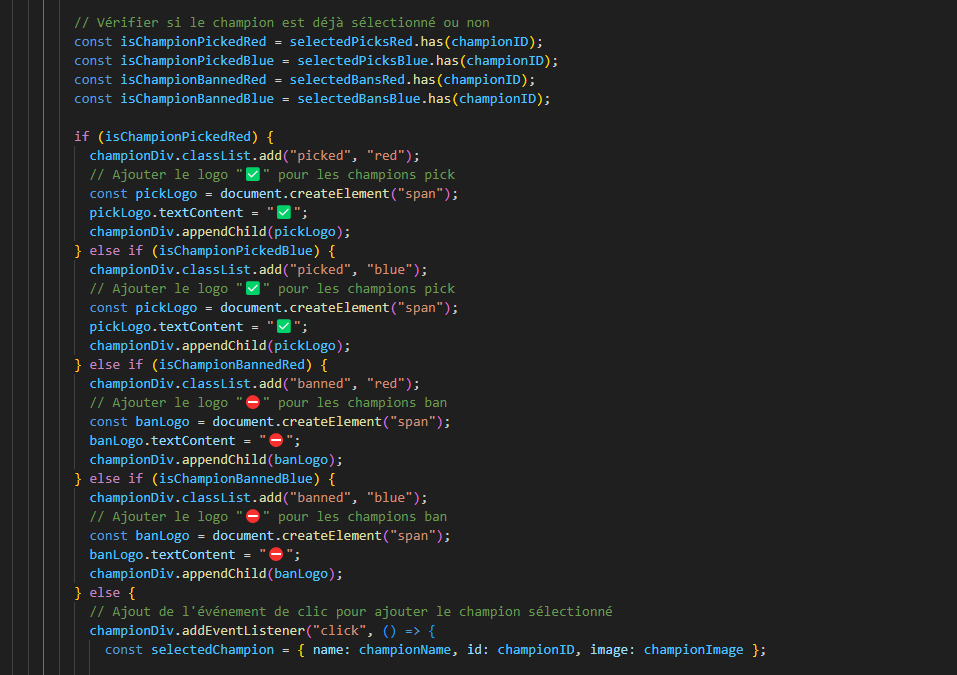 // Vérifier si le champion est déjà sélectionné ou non
const isChampionPickedRed = selectedPicksRed.has(championID);
const isChampionPickedBlue = selectedPicksBlue.has(championID);
const isChampionBannedRed = selectedBansRed.has(championID);
const isChampionBannedBlue = selectedBansBlue.has(championID);
if (isChampionPickedRed) {
championDiv.classList.add("picked", "red");
// Ajouter le logo "✅" pour les champions pick
const pickLogo = document.createElement("span");
pickLogo.textContent = "✅";
championDiv.appendChild(pickLogo);
} else if (isChampionPickedBlue) {
championDiv.classList.add("picked", "blue");
// Ajouter le logo "✅" pour les champions pick
const pickLogo = document.createElement("span");
pickLogo.textContent = "✅";
championDiv.appendChild(pickLogo);
} else if (isChampionBannedRed) {
championDiv.classList.add("banned", "red");
// Ajouter le logo "⛔" pour les champions ban
const banLogo = document.createElement("span");
banLogo.textContent = "⛔";
championDiv.appendChild(banLogo);
} else if (isChampionBannedBlue) {
championDiv.classList.add("banned", "blue");
// Ajouter le logo "⛔" pour les champions ban
const banLogo = document.createElement("span");
banLogo.textContent = "⛔";
championDiv.appendChild(banLogo);
} else {
// Ajout de l'événement de clic pour ajouter le champion sélectionné
championDiv.addEventListener("click", () => {
const selectedChampion = { name: championName, id: championID, image: championImage };